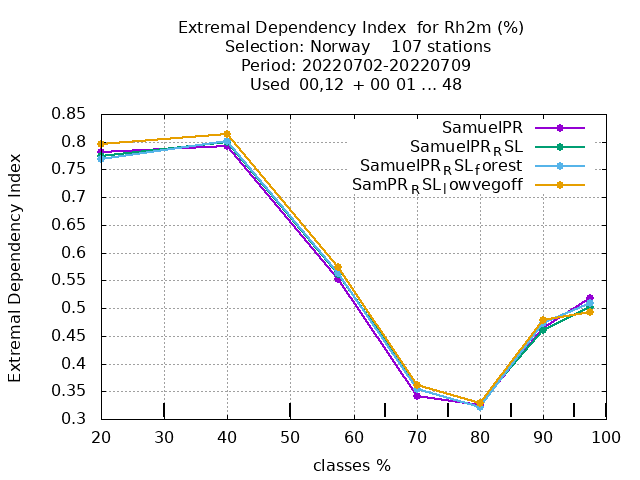 Extremal Dependency Index  for Rh2m (%)
Selection: Norway    107 stations
Period: 20220702-20220709
Used  00,12  + 00 01 ... 48
SamuelPR
SamuelPR_RSL
SamuelPR_RSL_forest
SamPR_RSL_lowvegoff
Extremal Dependency Index
0.85
0.8
0.75
0.7
0.65
0.6
0.55
0.5
0.45
0.4
0.35
0.3
20 30 40 50 60 70 80 90 100
classes %